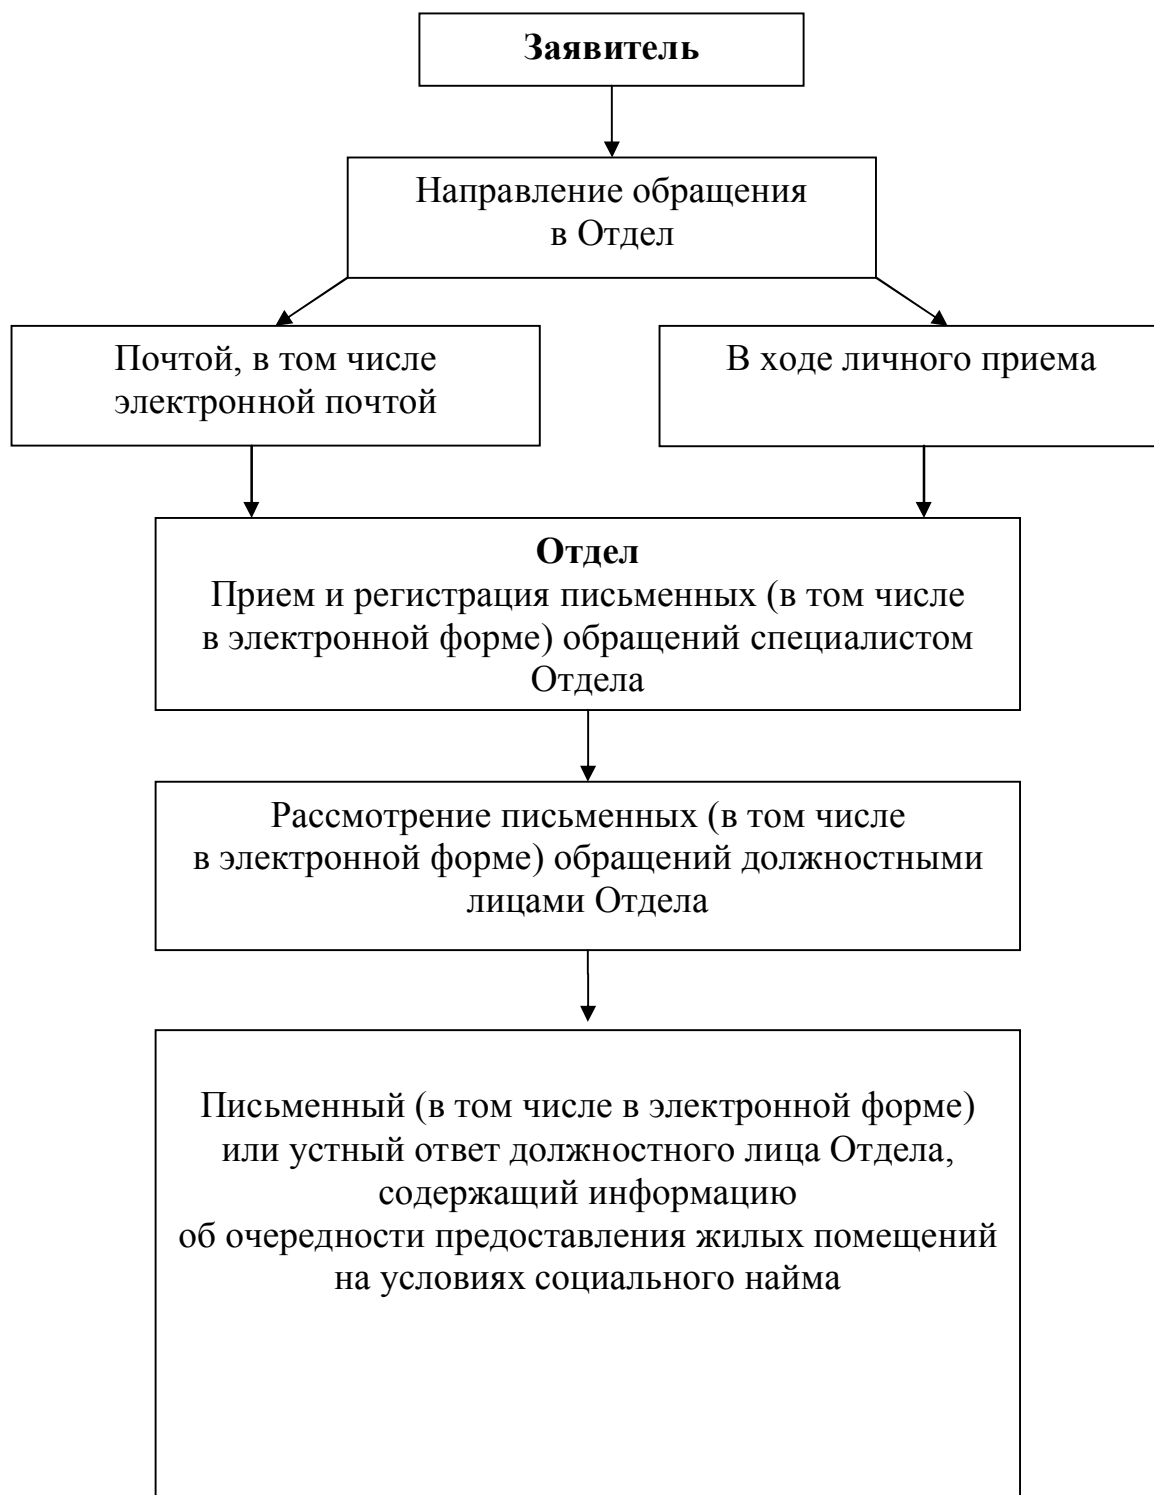 Заявитель
Направление обращения
в Отдел
Почтой, в том числе
электронной почтой
В ходе личного приема
Отдел
Прием и регистрация письменных (в том числе
в электронной форме) обращений специалистом
Отдела
Рассмотрение письменных (в том числе
в электронной форме) обращений должностными
лицами Отдела
Письменный (в том числе в электронной форме)
или устный ответ должностного лица Отдела,
содержащий информацию
об очередности предоставления жилых помещений
на условиях социального найма